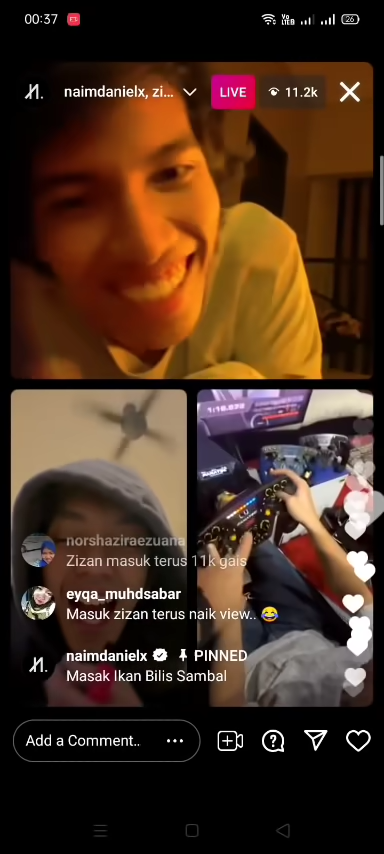 00:37
26
naimdanielx, zi...
LIVE
11.2k
norshaziraezuana
Zizan masuk terus 11k gais
eyqa_muhdsabar
Masuk zizan terus naik view.. 😂
naimdanielx PINNED
Masak Ikan Bilis Sambal
Add a Comment..